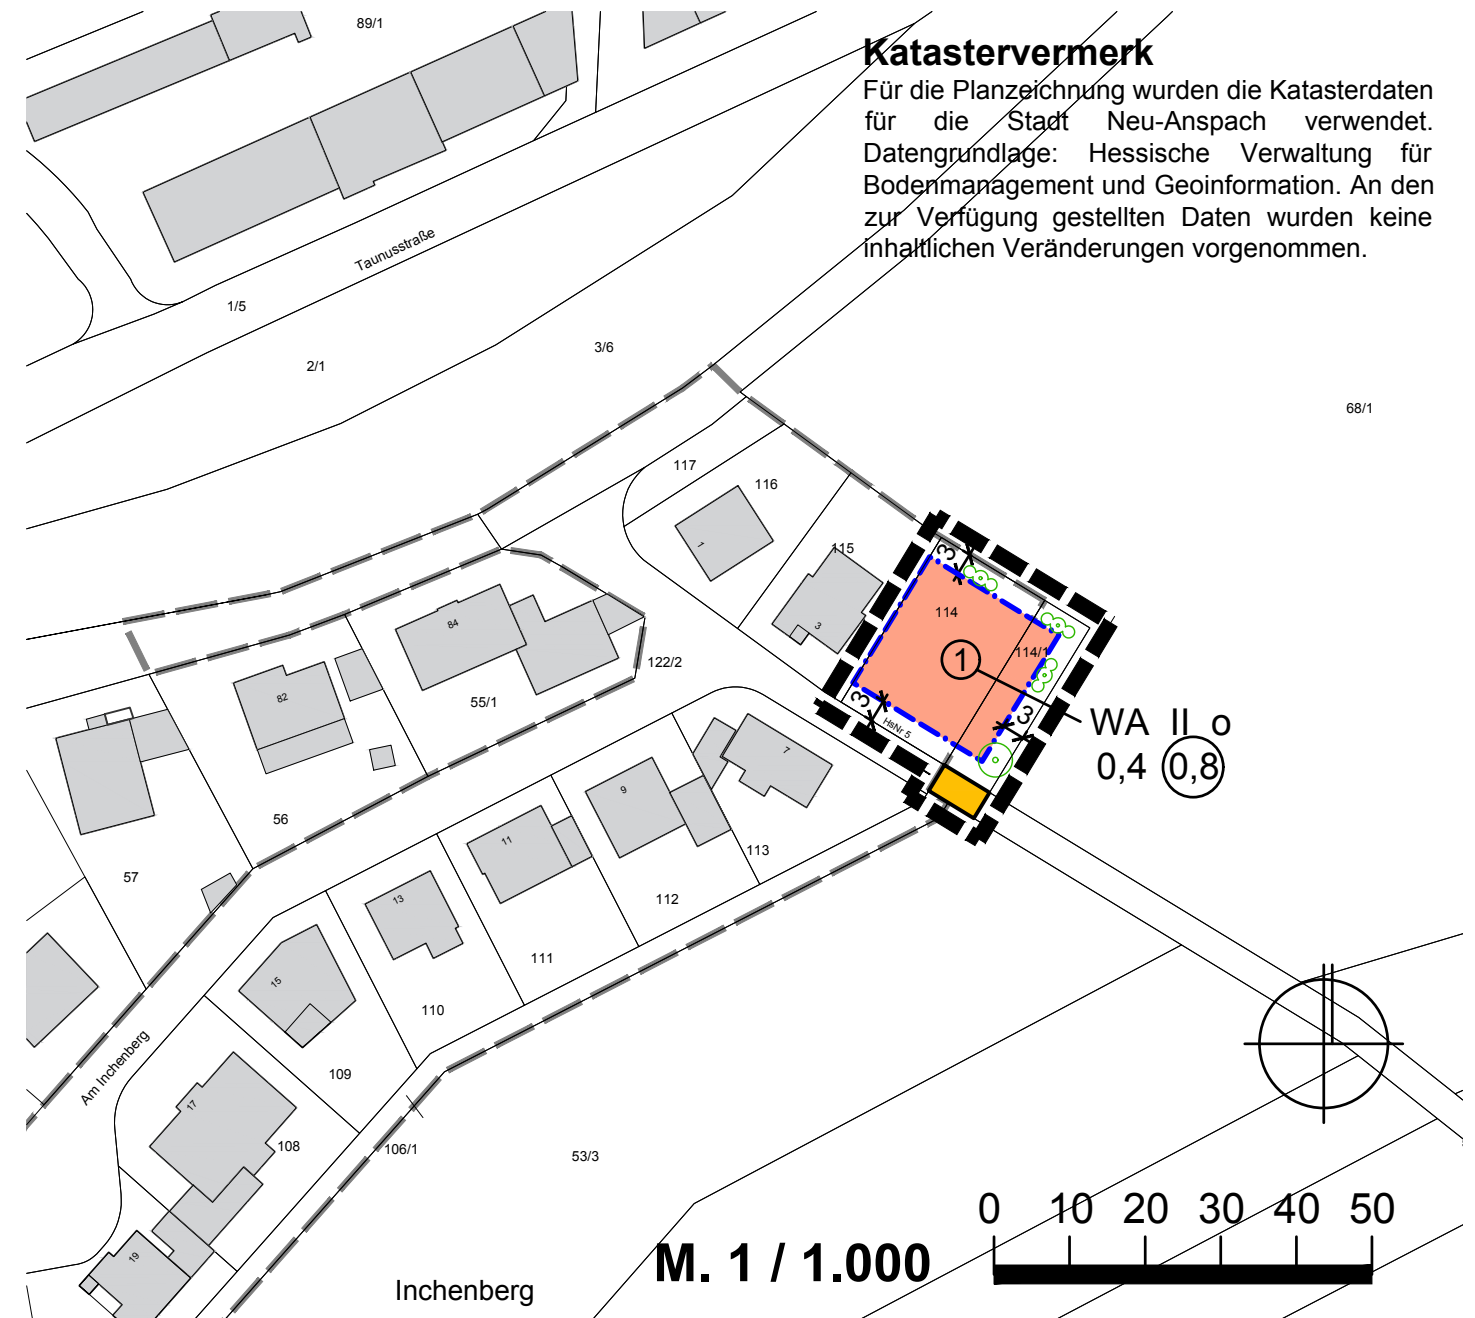 89/1
Katastervermerk
Für die Planzeichnung wurden die Katasterdaten
für die Stadt Neu-Anspach verwendet.
Datengrundlage: Hessische Verwaltung für
Bodenmanagement und Geoinformation. An den
zur Verfügung gestellten Daten wurden keine
inhaltlichen Veränderungen vorgenommen.
Taunusstraße
1/5
2/1
3/6
68/1
117
116
1
115
3
3
114
114/1
1
3
3
HsNr 5
WA II o
0,4 0,8
84
122/2
55/1
82
56
57
7
9
113
11
112
13
111
15
110
109
Am Inchenberg
17
108
106/1
53/3
19
Inchenberg
M. 1 / 1.000
0 10 20 30 40 50